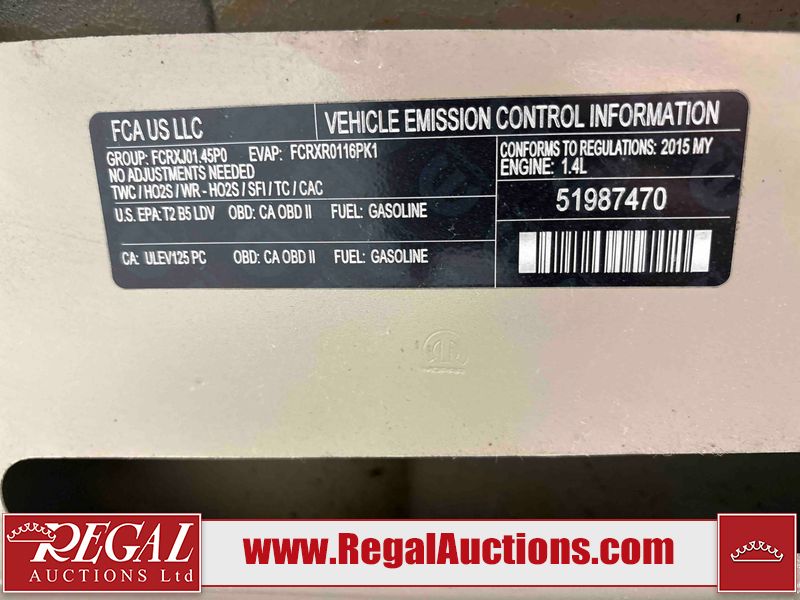 FCA US LLC
VEHICLE EMISSION CONTROL INFORMATION
GROUP: FCRXJ01.45P0 EVAP: FCRXR0116PK1
NO ADJUSTMENTS NEEDED
TWC / HO2S / WR - HO2S / SFI / TC / CAC
CONFORMS TO REGULATIONS: 2015 MY
ENGINE: 1.4L
U.S. EPA: T2 B5 LDV OBD: CA OBD II FUEL: GASOLINE
51987470
CA: ULEV125 PC OBD: CA OBD II FUEL: GASOLINE
MOPAR
REGAL
AUCTIONS Ltd
www.RegalAuctions.com